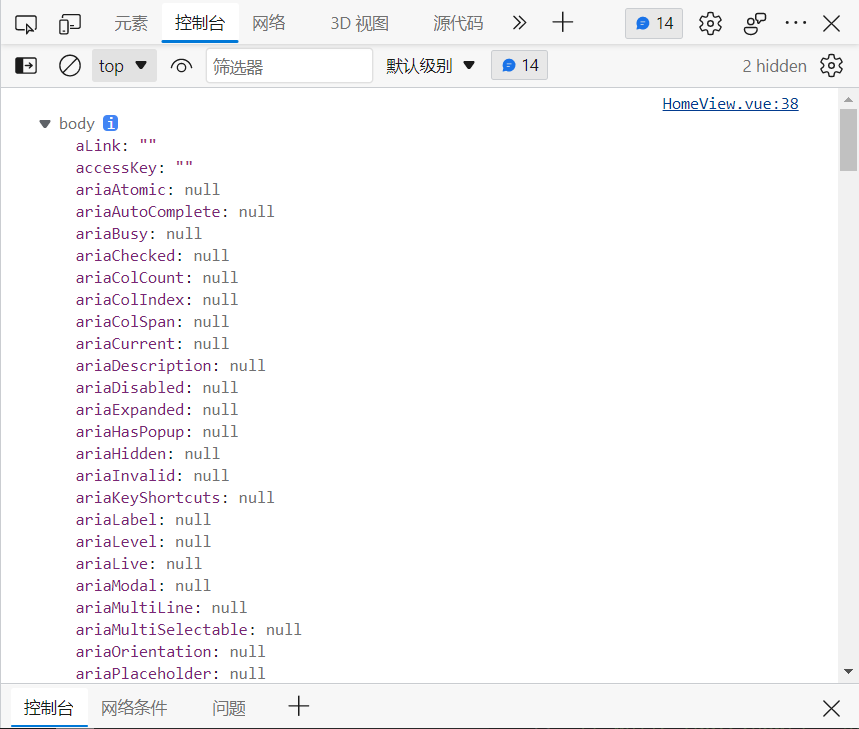 元素 控制台 网络 3D 视图 源代码 14
top 筛选器 默认级别 14 2 hidden
HomeView.vue:38
body i
aLink: ""
accessKey: ""
ariaAtomic: null
ariaAutoComplete: null
ariaBusy: null
ariaChecked: null
ariaColCount: null
ariaColIndex: null
ariaColSpan: null
ariaCurrent: null
ariaDescription: null
ariaDisabled: null
ariaExpanded: null
ariaHasPopup: null
ariaHidden: null
ariaInvalid: null
ariaKeyShortcuts: null
ariaLabel: null
ariaLevel: null
ariaLive: null
ariaModal: null
ariaMultiLine: null
ariaMultiSelectable: null
ariaOrientation: null
ariaPlaceholder: null
控制台 网络条件 问题